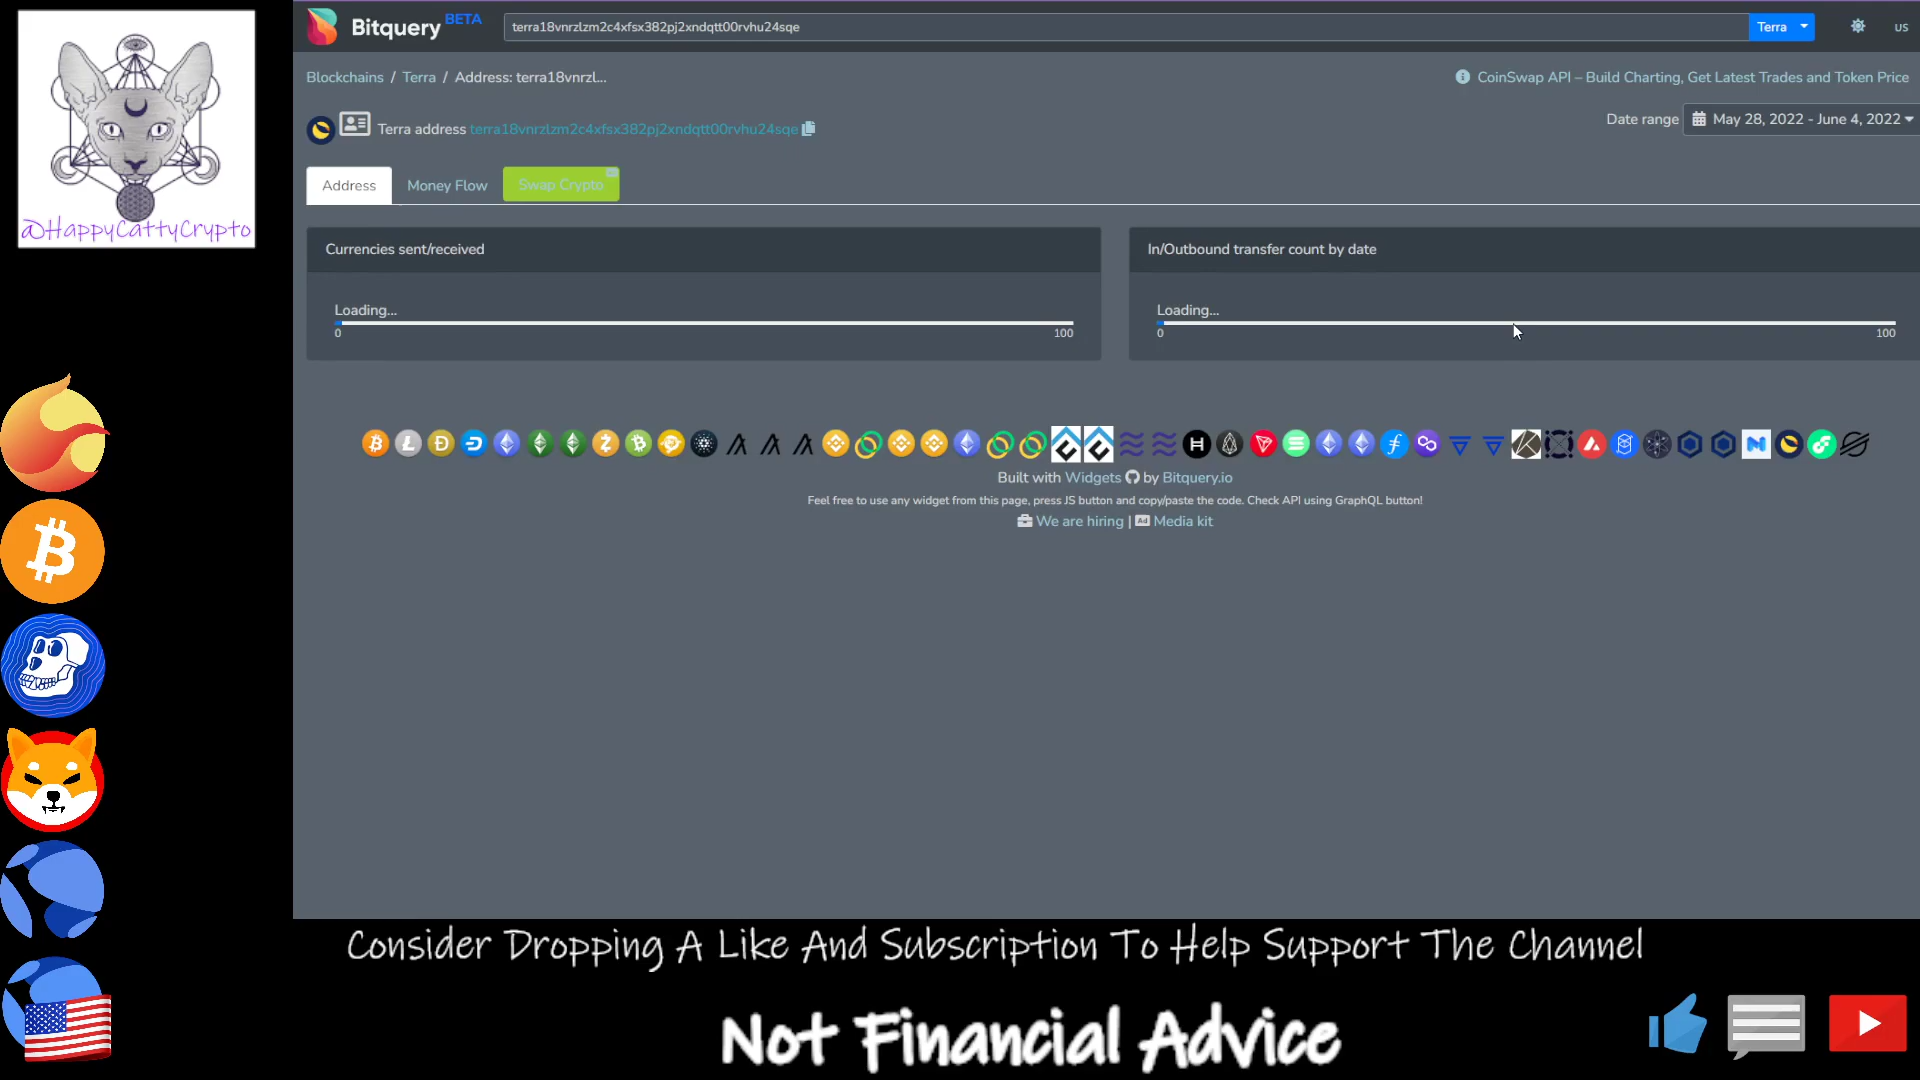 Bitquery BETA
terra18vnrzlzm2c4xfsx382pj2xndqtt00rvhu24sqe
Terra
US
Blockchains / Terra / Address: terra18vnrzl...
CoinSwap API – Build Charting, Get Latest Trades and Token Price
Terra address terra18vnrzlzm2c4xfsx382pj2xndqtt00rvhu24sqe
Date range
May 28, 2022 - June 4, 2022
Address
Money Flow
Swap Crypto
@HappyCattyCrypto
Currencies sent/received
Loading...
0
100
In/Outbound transfer count by date
Loading...
0
100
Built with Widgets by Bitquery.io
Feel free to use any widget from this page, press JS button and copy/paste the code. Check API using GraphQL button!
We are hiring | Ad Media kit
Consider Dropping A Like And Subscription To Help Support The Channel
Not Financial Advice